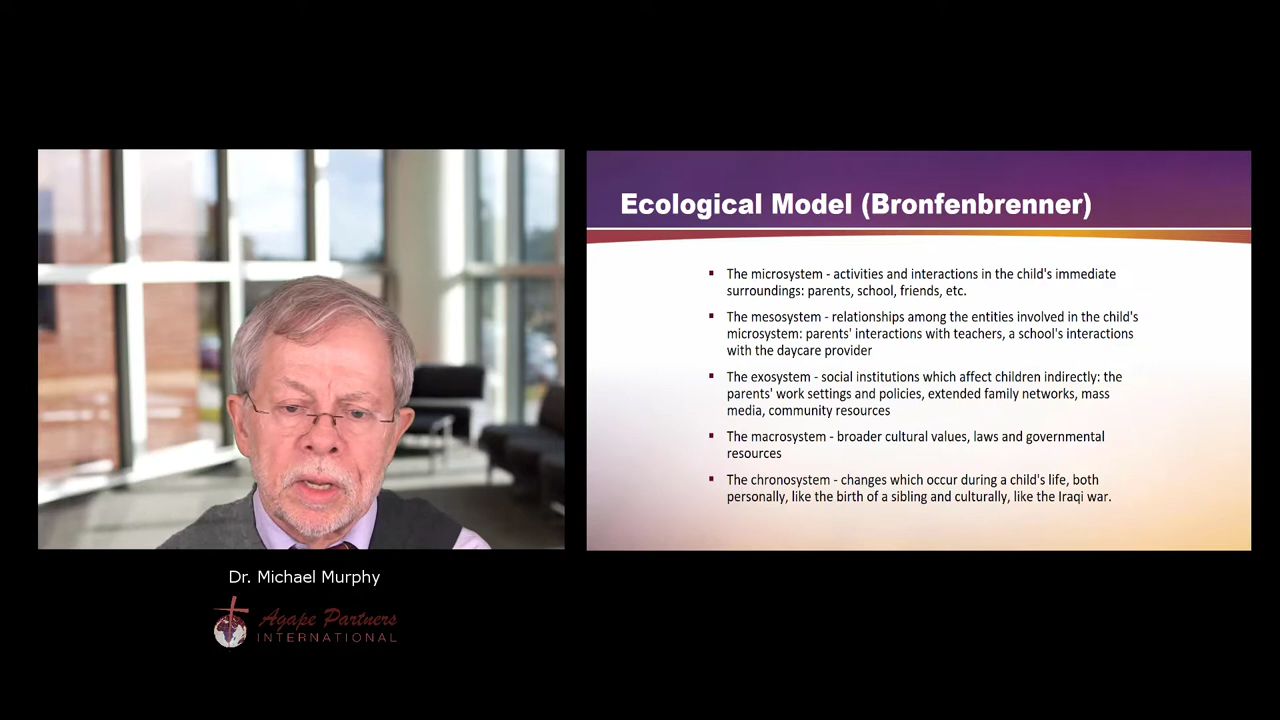 Ecological Model (Bronfenbrenner)
The microsystem - activities and interactions in the child's immediate
surroundings: parents, school, friends, etc.
The mesosystem - relationships among the entities involved in the child's
microsystem: parents' interactions with teachers, a school's interactions
with the daycare provider
The exosystem - social institutions which affect children indirectly: the
parents' work settings and policies, extended family networks, mass
media, community resources
The macrosystem - broader cultural values, laws and governmental
resources
The chronosystem - changes which occur during a child's life, both
personally, like the birth of a sibling and culturally, like the Iraqi war.
Dr. Michael Murphy
Agape Partners
INTERNATIONAL